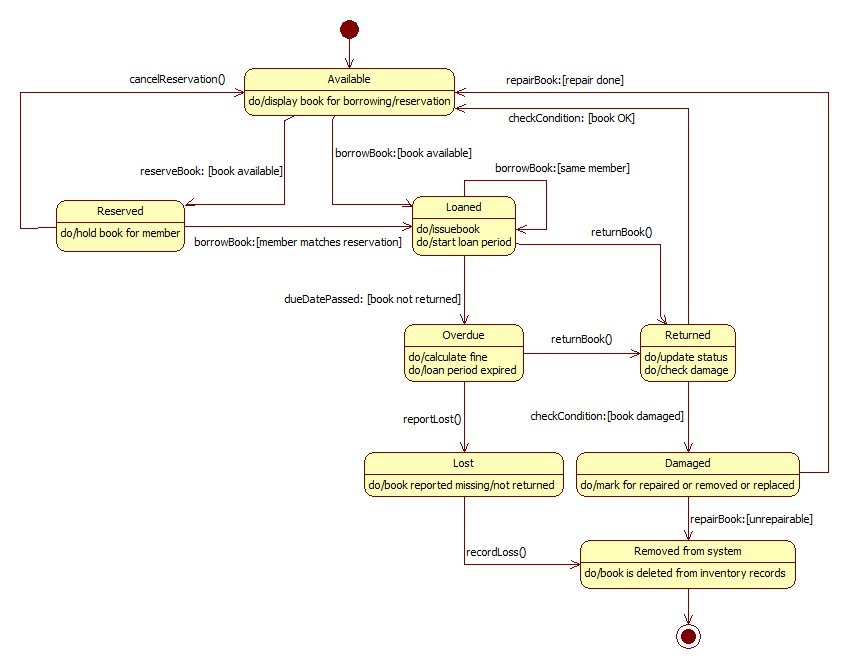 Available
do/display book for borrowing/reservation
cancelReservation()
repairBook:[repair done]
checkCondition: [book OK]
reserveBook: [book available]
borrowBook:[book available]
borrowBook:[same member]
Reserved
do/hold book for member
Loaned
do/issuebook
do/start loan period
borrowBook:[member matches reservation]
returnBook()
dueDatePassed: [book not returned]
Overdue
do/calculate fine
do/loan period expired
returnBook()
Returned
do/update status
do/check damage
reportLost()
checkCondition:[book damaged]
Lost
do/book reported missing/not returned
Damaged
do/mark for repaired or removed or replaced
repairBook:[unrepairable]
recordLoss()
Removed from system
do/book is deleted from inventory records